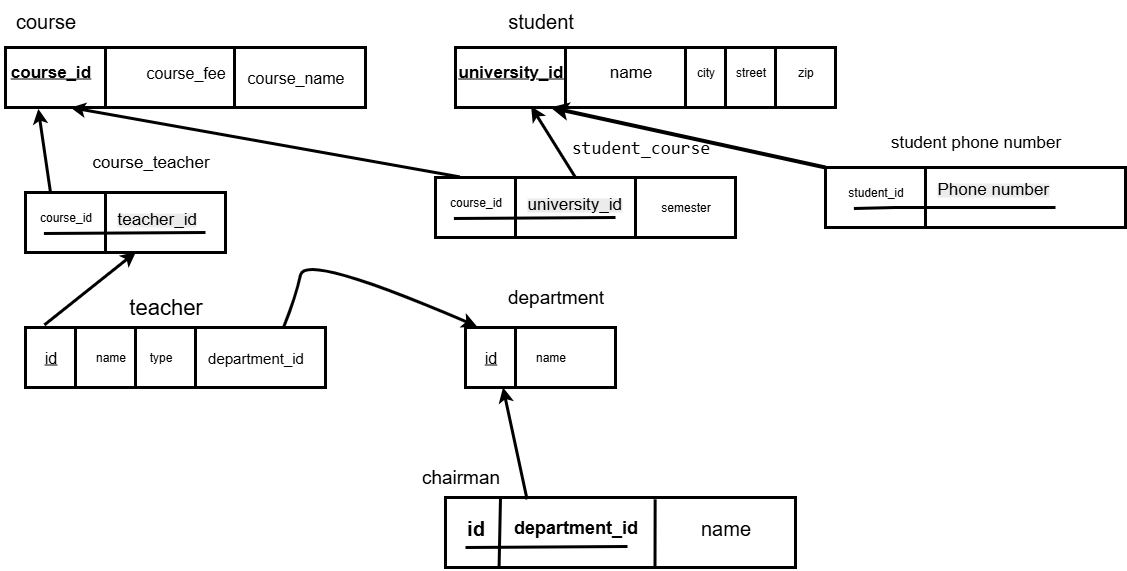 course
student
course_id course_fee course_name
university_id name city street zip
student_course
student phone number
course_teacher
course_id teacher_id
course_id university_id semester
student_id Phone number
teacher
department
id name type department_id
id name
chairman
id department_id name